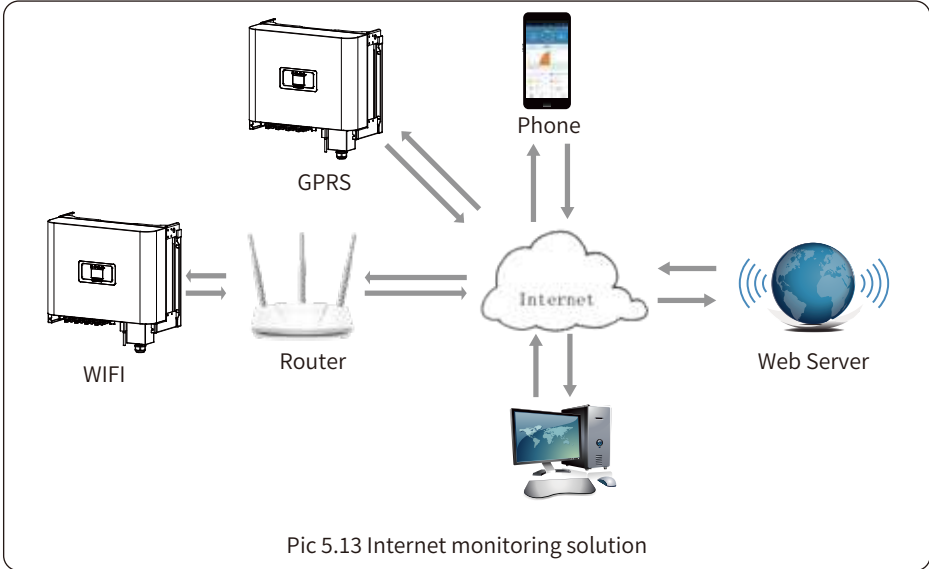 Phone
GPRS
Internet
WIFI
Router
Web Server
Pic 5.13 Internet monitoring solution